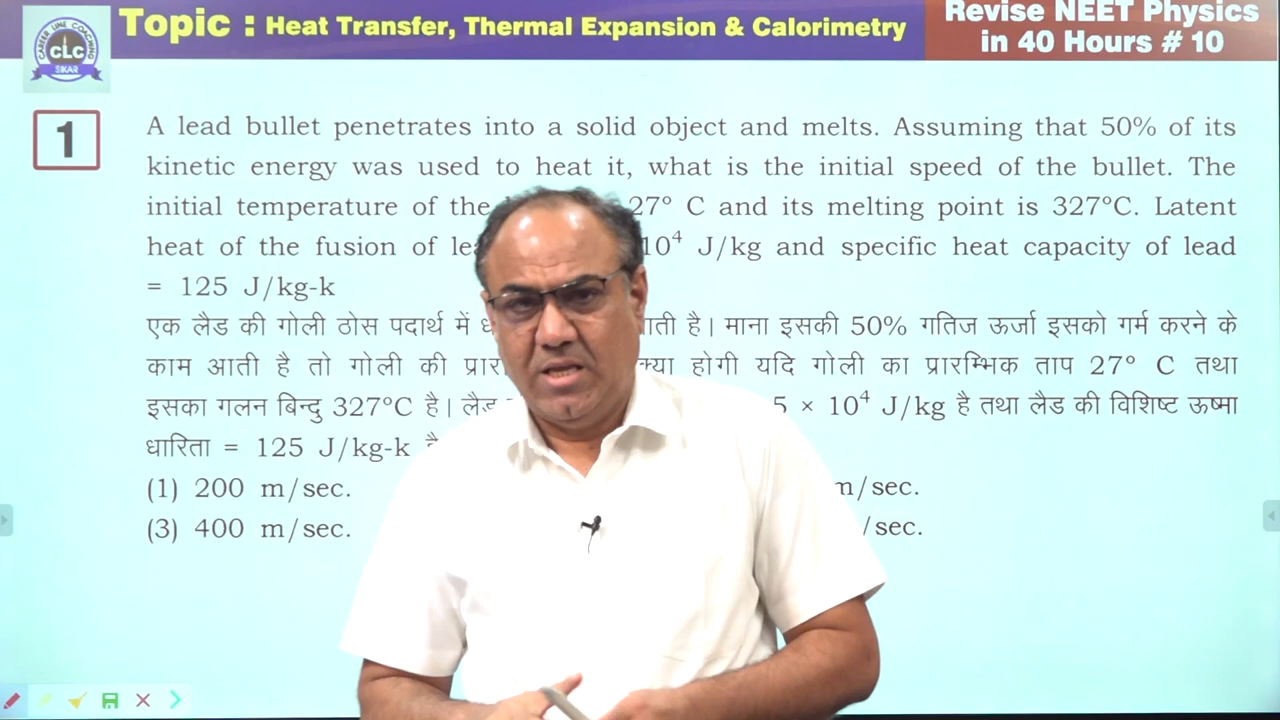 CAREER LINE COACHING
CLC
SIKAR
Topic : Heat Transfer, Thermal Expansion & Calorimetry
Revise NEET Physics
in 40 Hours # 10
1
A lead bullet penetrates into a solid object and melts. Assuming that 50% of its
kinetic energy was used to heat it, what is the initial speed of the bullet. The
initial temperature of the 27° C and its melting point is 327°C. Latent
heat of the fusion of 10⁴ J/kg and specific heat capacity of lead
= 125 J/kg-k
एक लैड की गोली ठोस पदार्थ में है। माना इसकी 50% गतिज ऊर्जा इसको गर्म करने के
काम आती है तो गोली की क्या होगी यदि गोली का प्रारम्भिक ताप 27° C तथा
इसका गलन बिन्दु 327°C है। लैड 5 × 10⁴ J/kg है तथा लैड की विशिष्ट ऊष्मा
धारिता = 125 J/kg-k
(1) 200 m/sec.
m/sec.
(3) 400 m/sec.
/sec.